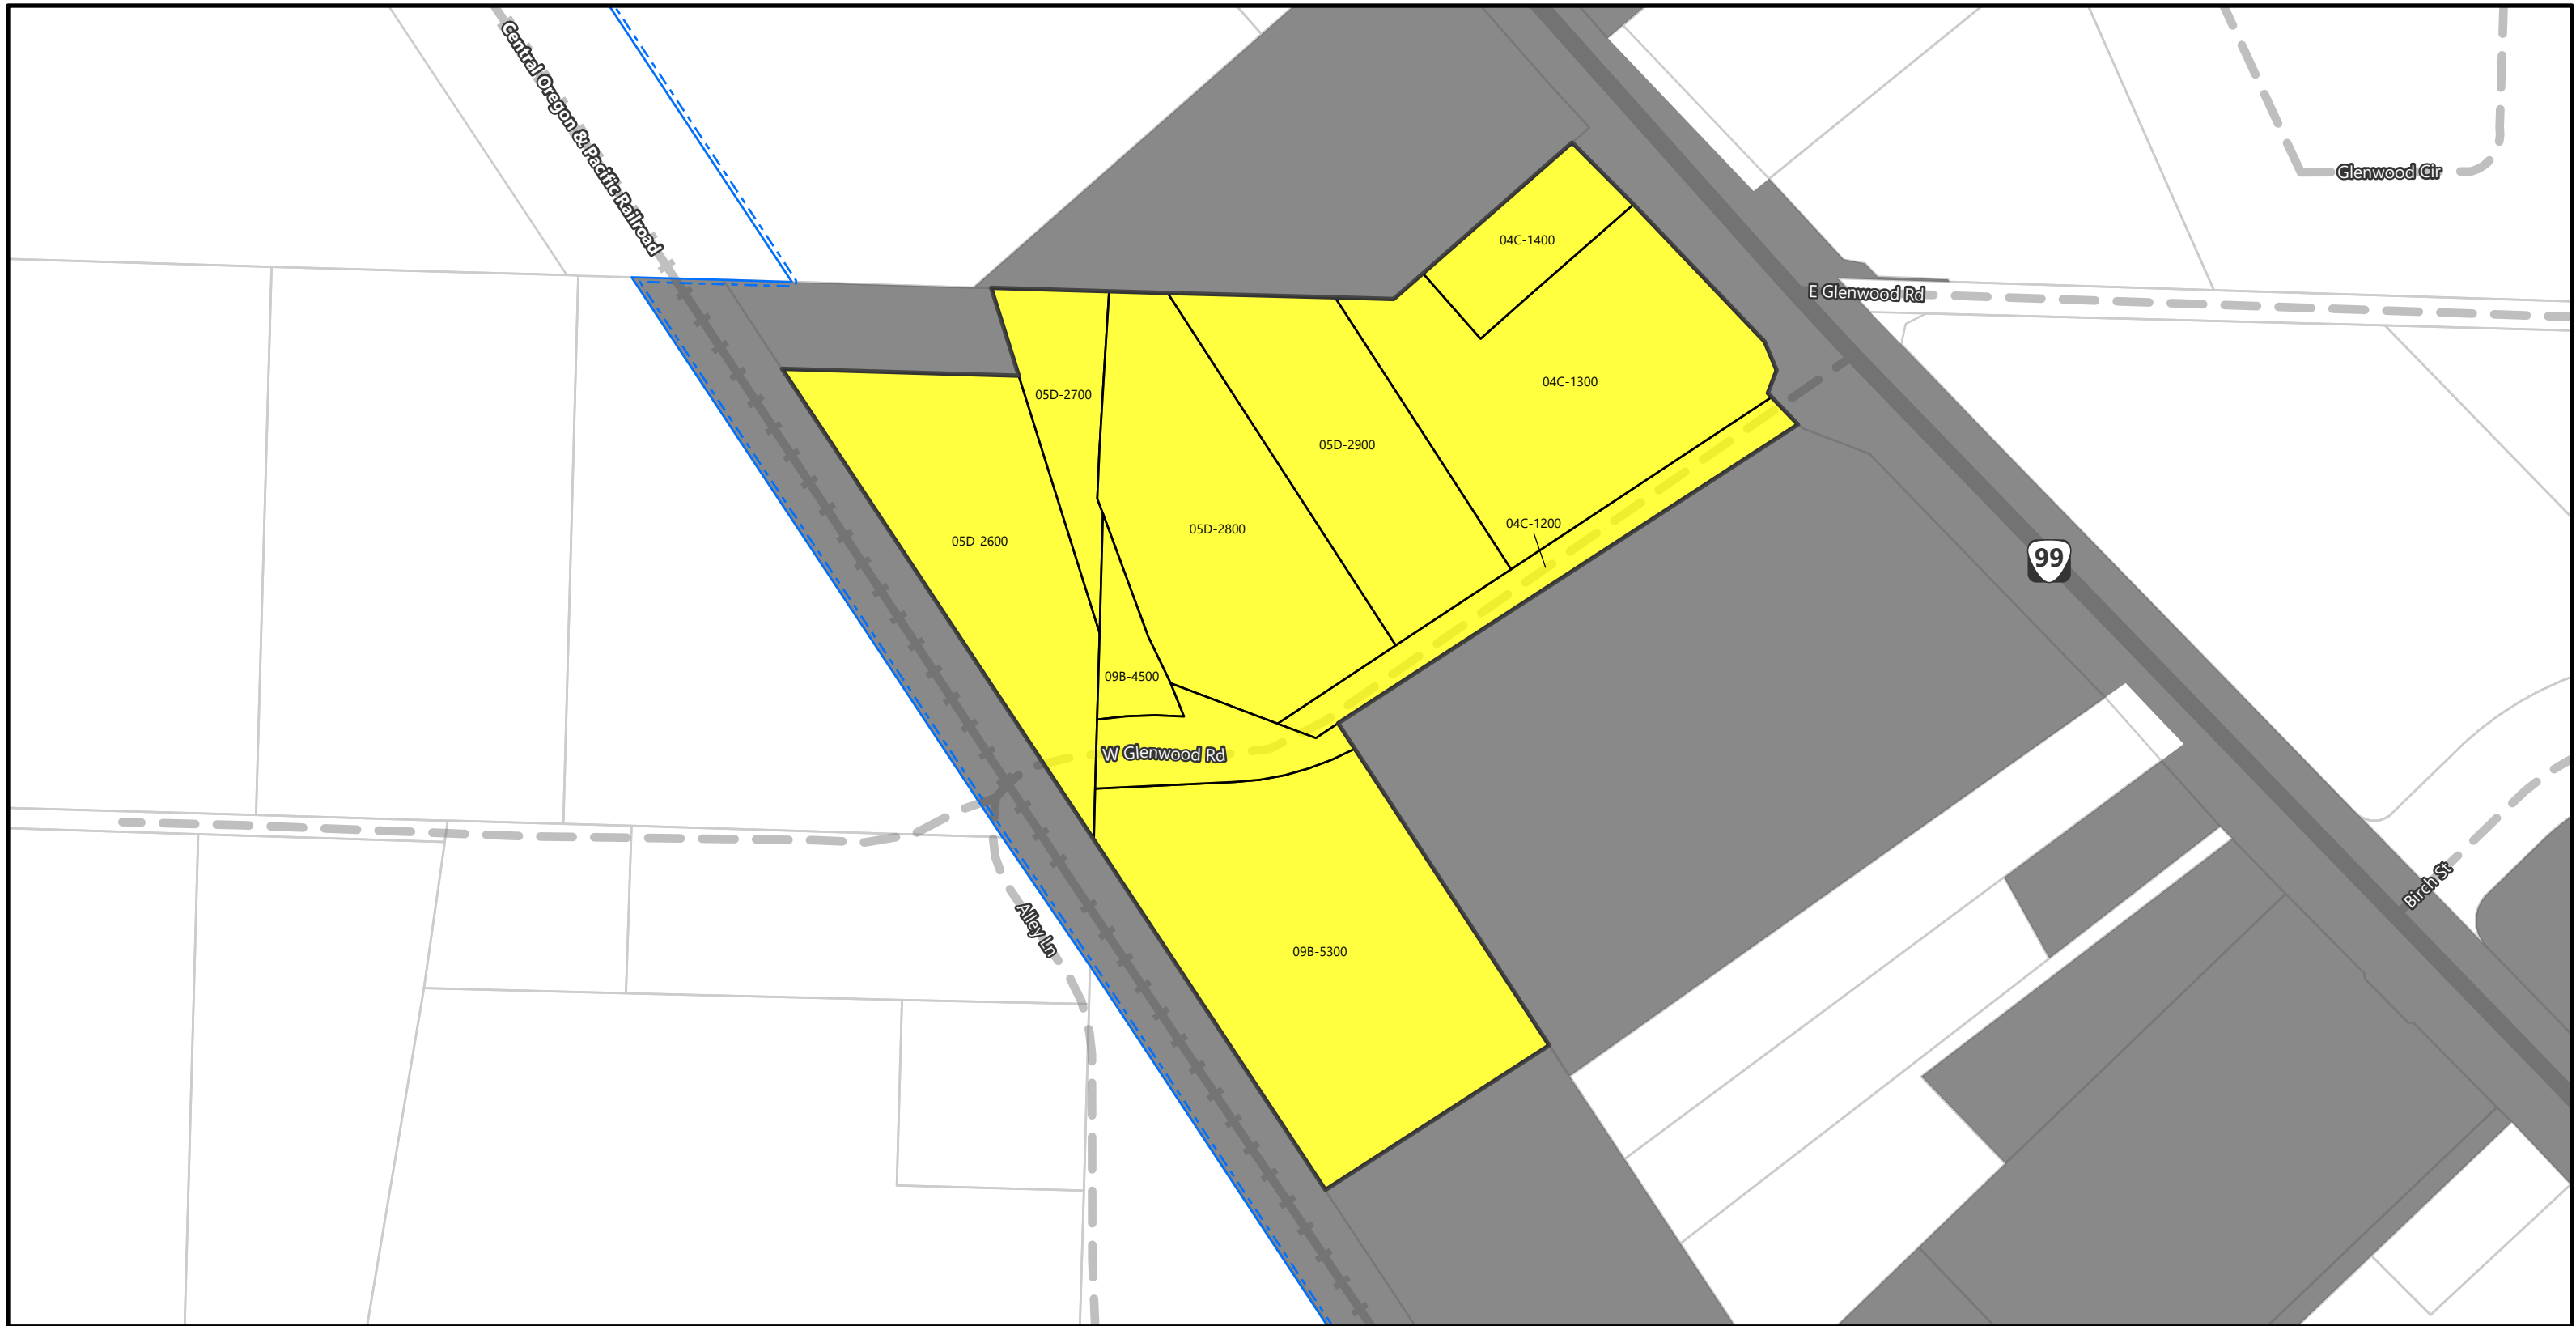 Central Oregon & Pacific Railroad
Glenwood Cir
04C-1400
E Glenwood Rd
04C-1300
05D-2700
05D-2900
04C-1200
05D-2800
05D-2600
99
09B-4500
W Glenwood Rd
Birch St
Alley Ln
09B-5300